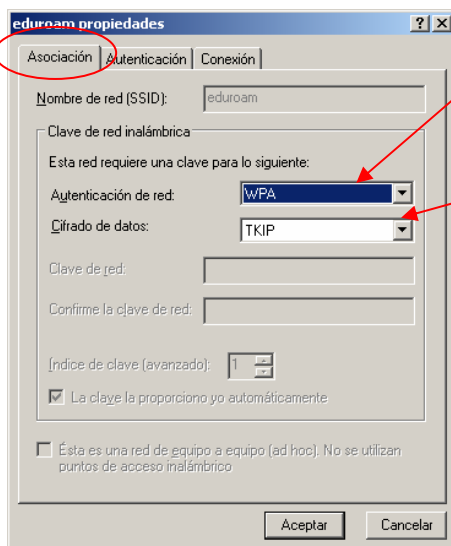 eduroam propiedades
Asociación Autenticación Conexión
Nombre de red (SSID): eduroam
Clave de red inalámbrica
Esta red requiere una clave para lo siguiente:
Autenticación de red: WPA
Cifrado de datos: TKIP
Clave de red:
Confirme la clave de red:
Índice de clave (avanzado): 1
La clave la proporciono yo automáticamente
Ésta es una red de equipo a equipo (ad hoc). No se utilizan
puntos de acceso inalámbrico
Aceptar Cancelar